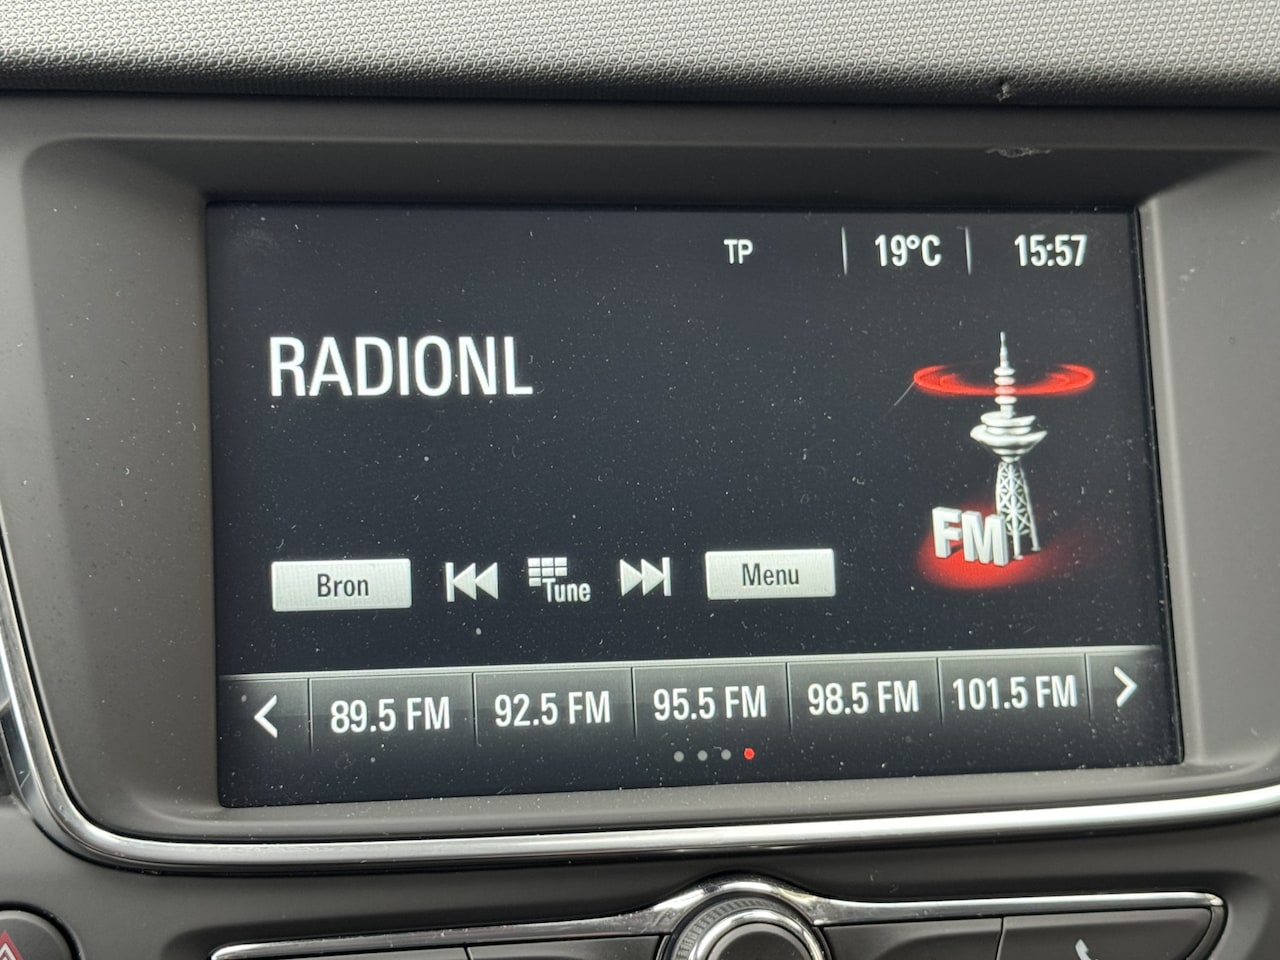 TP 19°C 15:57
RADIONL
FM
Bron Tune Menu
89.5 FM 92.5 FM 95.5 FM 98.5 FM 101.5 FM